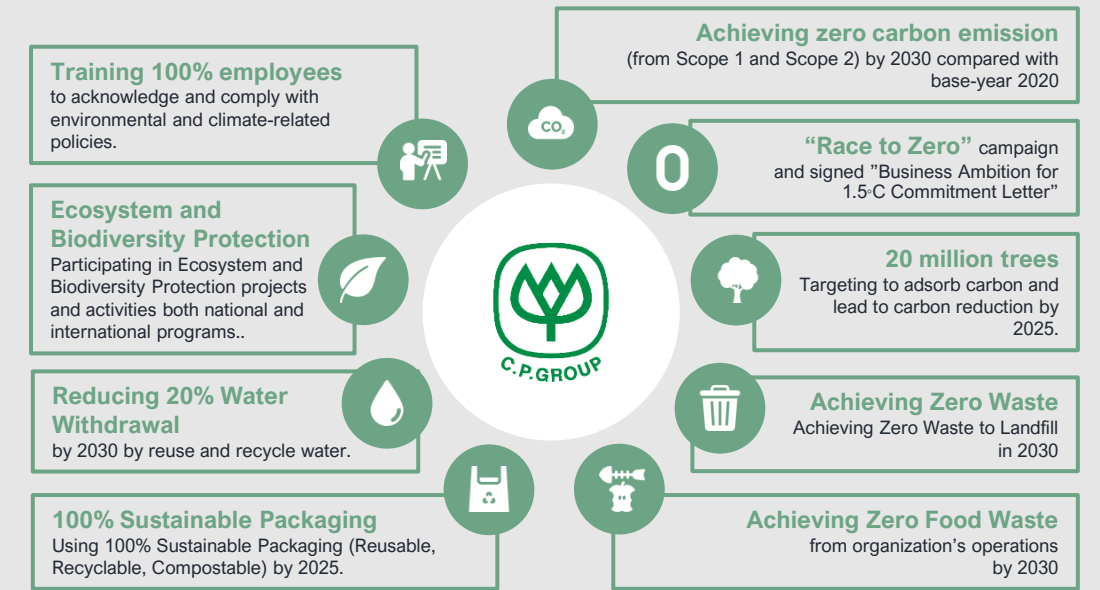 Training 100% employees
to acknowledge and comply with
environmental and climate-related
policies.
Ecosystem and
Biodiversity Protection
Participating in Ecosystem and
Biodiversity Protection projects
and activities both national and
international programs..
Reducing 20% Water
Withdrawal
by 2030 by reuse and recycle water.
100% Sustainable Packaging
Using 100% Sustainable Packaging (Reusable,
Recyclable, Compostable) by 2025.
CO₂
0
C.P.GROUP
Achieving zero carbon emission
(from Scope 1 and Scope 2) by 2030 compared with
base-year 2020
“Race to Zero” campaign
and signed ”Business Ambition for
1.5◦C Commitment Letter”
20 million trees
Targeting to adsorb carbon and
lead to carbon reduction by
2025.
Achieving Zero Waste
Achieving Zero Waste to Landfill
in 2030
Achieving Zero Food Waste
from organization’s operations
by 2030